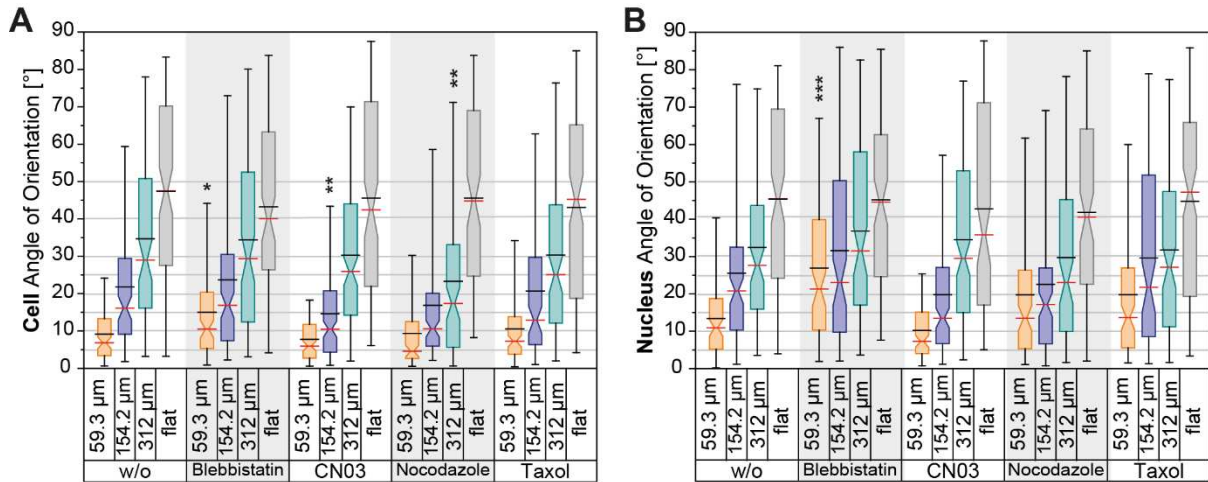 A
Cell Angle of Orientation [°]
90
80
70
60
50
40
30
20
10
0
*
**
**
59.3 µm
154.2 µm
312 µm
flat
59.3 µm
154.2 µm
312 µm
flat
59.3 µm
154.2 µm
312 µm
flat
59.3 µm
154.2 µm
312 µm
flat
59.3 µm
154.2 µm
312 µm
flat
w/o
Blebbistatin
CN03
Nocodazole
Taxol
B
Nucleus Angle of Orientation [°]
90
80
70
60
50
40
30
20
10
0
***
59.3 µm
154.2 µm
312 µm
flat
59.3 µm
154.2 µm
312 µm
flat
59.3 µm
154.2 µm
312 µm
flat
59.3 µm
154.2 µm
312 µm
flat
59.3 µm
154.2 µm
312 µm
flat
w/o
Blebbistatin
CN03
Nocodazole
Taxol